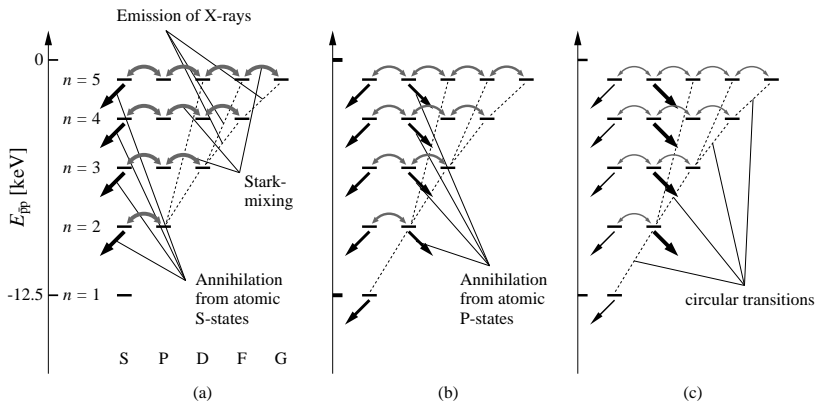 Emission of X-rays
0
n = 5
n = 4
n = 3
Stark-
mixing
E p̄p [keV]
n = 2
Annihilation
from atomic
S-states
Annihilation
from atomic
P-states
circular transitions
-12.5
n = 1
S P D F G
(a) (b) (c)